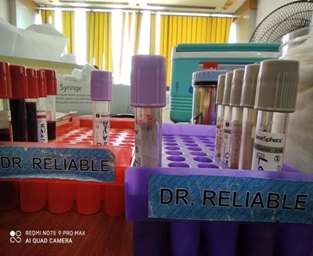 Syringe
DR. RELIABLE
DR. RELIABLE
REDMI NOTE 9 PRO MAX
AI QUAD CAMERA